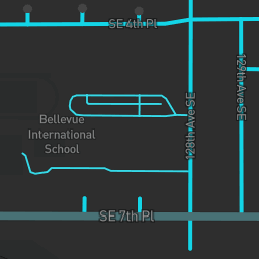 SE 4th Pl
129th Ave SE
128th Ave SE
Bellevue
International
School
SE 7th Pl